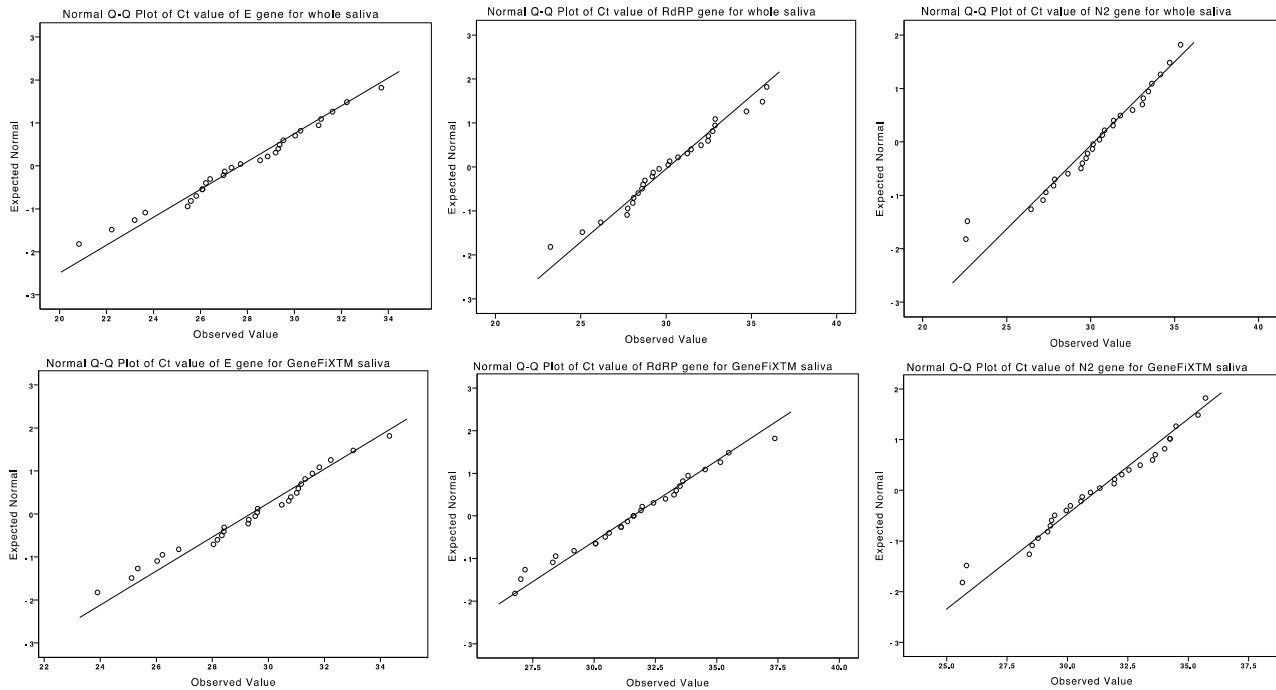 Normal Q-Q Plot of Ct value of E gene for whole saliva
3
2
1
0
-1
-2
-3
Expected Normal
20 22 24 26 28 30 32 34
Observed Value
Normal Q-Q Plot of Ct value of RdRP gene for whole saliva
3
2
1
0
-1
-2
-3
Expected Normal
20 25 30 35 40
Observed Value
Normal Q-Q Plot of Ct value of N2 gene for whole saliva
2
1
0
-1
-2
-3
Expected Normal
20 25 30 35 40
Observed Value
Normal Q-Q Plot of Ct value of E gene for GeneFiXTM saliva
3
2
1
0
-1
-2
-3
Expected Normal
22 24 26 28 30 32 34
Observed Value
Normal Q-Q Plot of Ct value of RdRP gene for GeneFiXTM saliva
3
2
1
0
-1
-2
-3
Expected Normal
27.5 30.0 32.5 35.0 37.5 40.0
Observed Value
Normal Q-Q Plot of Ct value of N2 gene for GeneFiXTM saliva
2
1
0
-1
-2
-3
Expected Normal
25.0 27.5 30.0 32.5 35.0 37.5
Observed Value